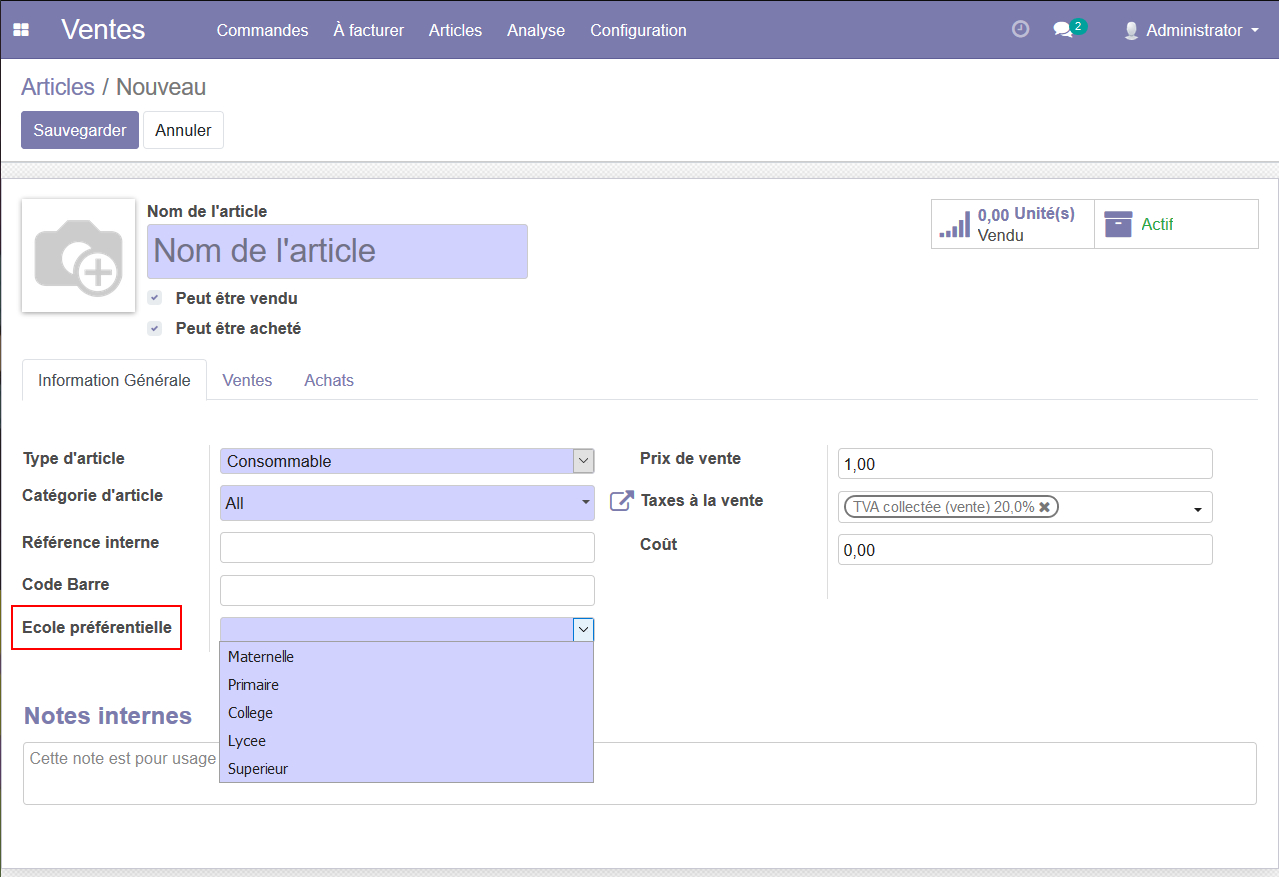 Ventes Commandes À facturer Articles Analyse Configuration 2 Administrator
Articles / Nouveau
Sauvegarder Annuler
Nom de l'article
Nom de l'article
0,00 Unité(s)
Vendu
Actif
Peut être vendu
Peut être acheté
Information Générale Ventes Achats
Type d'article Consommable Prix de vente 1,00
Catégorie d'article All Taxes à la vente TVA collectée (vente) 20,0%
Référence interne Coût 0,00
Code Barre
Ecole préférentielle
Maternelle
Primaire
College
Lycee
Superieur
Notes internes
Cette note est pour usage